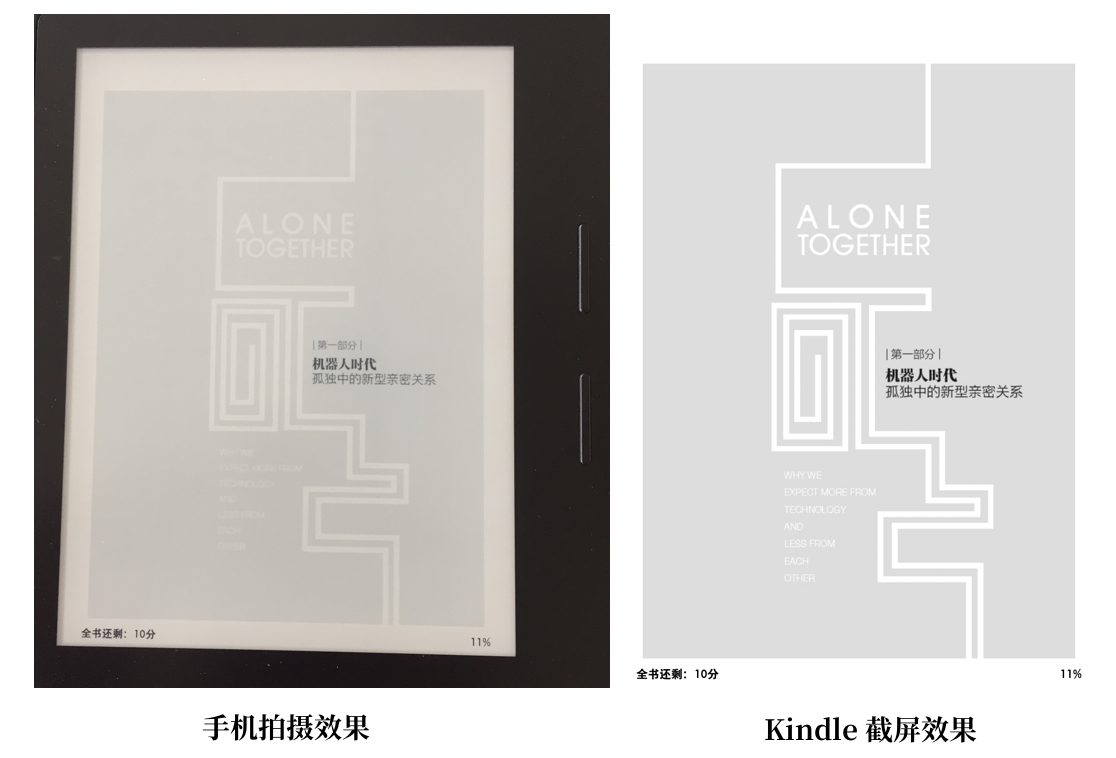 ALONE
TOGETHER
|第一部分|
机器人时代
孤独中的新型亲密关系
WHY WE
EXPECT MORE FROM
TECHNOLOGY
AND
LESS FROM
EACH
OTHER
全书还剩：10分
11%
手机拍摄效果
ALONE
TOGETHER
|第一部分|
机器人时代
孤独中的新型亲密关系
WHY WE
EXPECT MORE FROM
TECHNOLOGY
AND
LESS FROM
EACH
OTHER
全书还剩：10分
11%
Kindle 截屏效果